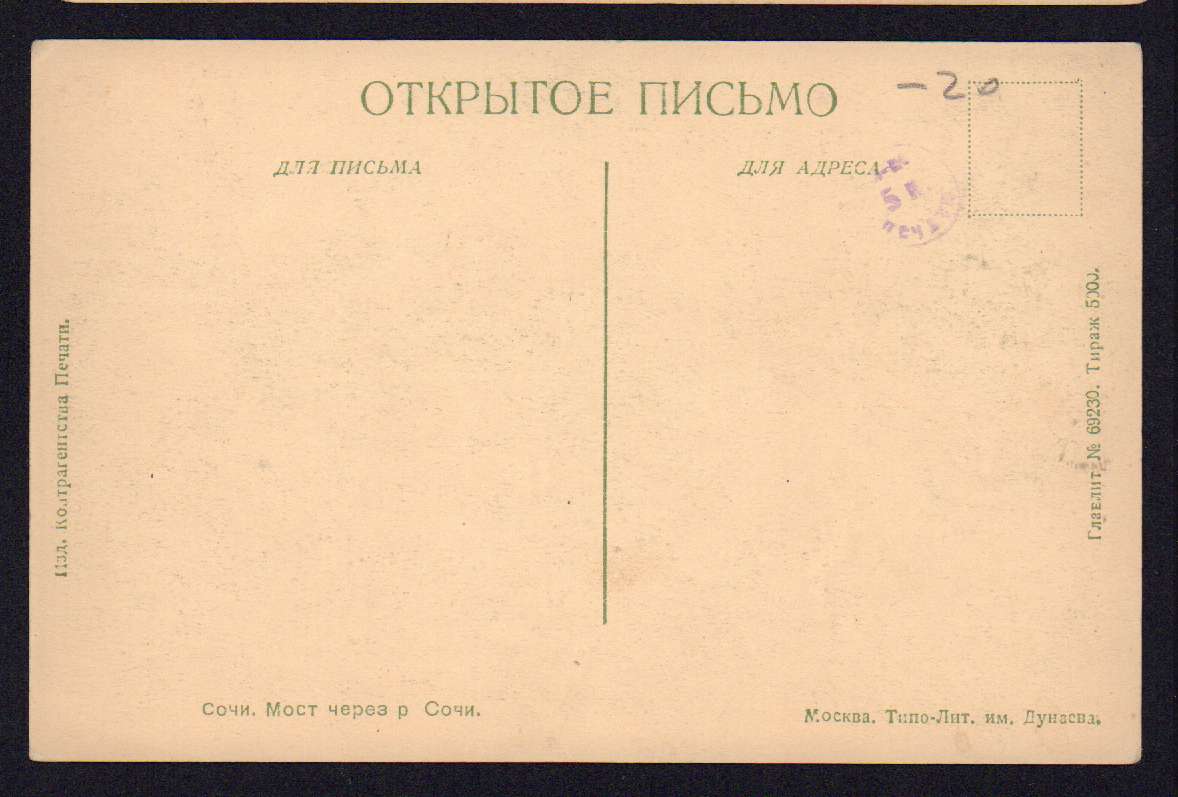 ОТКРЫТОЕ ПИСЬМО
-20
ДЛЯ ПИСЬМА
ДЛЯ АДРЕСА
5 к
Изд. Контрагентства Печати.
Главлит № 69230. Тираж 5000.
Сочи. Мост через р Сочи.
Москва. Типо-Лит. им. Дунаева.